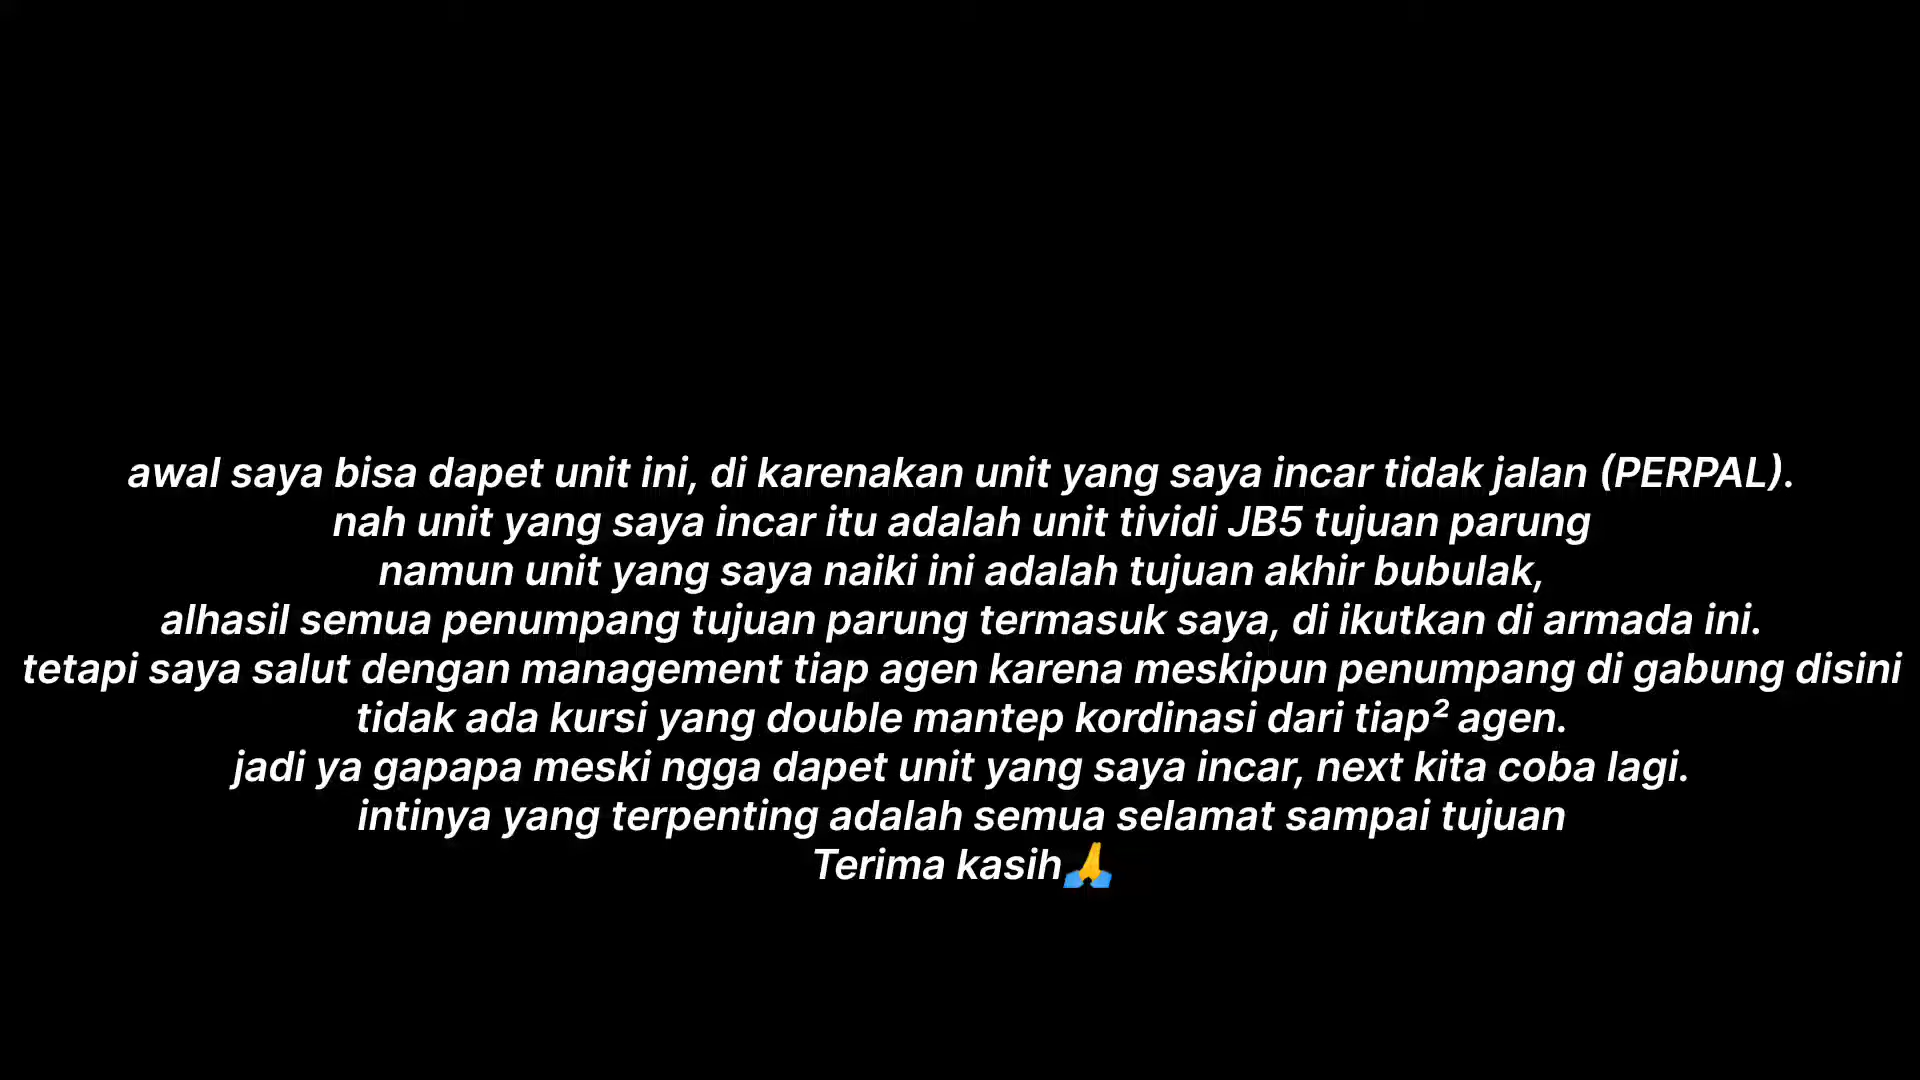 awal saya bisa dapet unit ini, di karenakan unit yang saya incar tidak jalan (PERPAL).
nah unit yang saya incar itu adalah unit tividi JB5 tujuan parung
namun unit yang saya naiki ini adalah tujuan akhir bubulak,
alhasil semua penumpang tujuan parung termasuk saya, di ikutkan di armada ini.
tetapi saya salut dengan management tiap agen karena meskipun penumpang di gabung disini
tidak ada kursi yang double mantep kordinasi dari tiap² agen.
jadi ya gapapa meski ngga dapet unit yang saya incar, next kita coba lagi.
intinya yang terpenting adalah semua selamat sampai tujuan
Terima kasih🙏